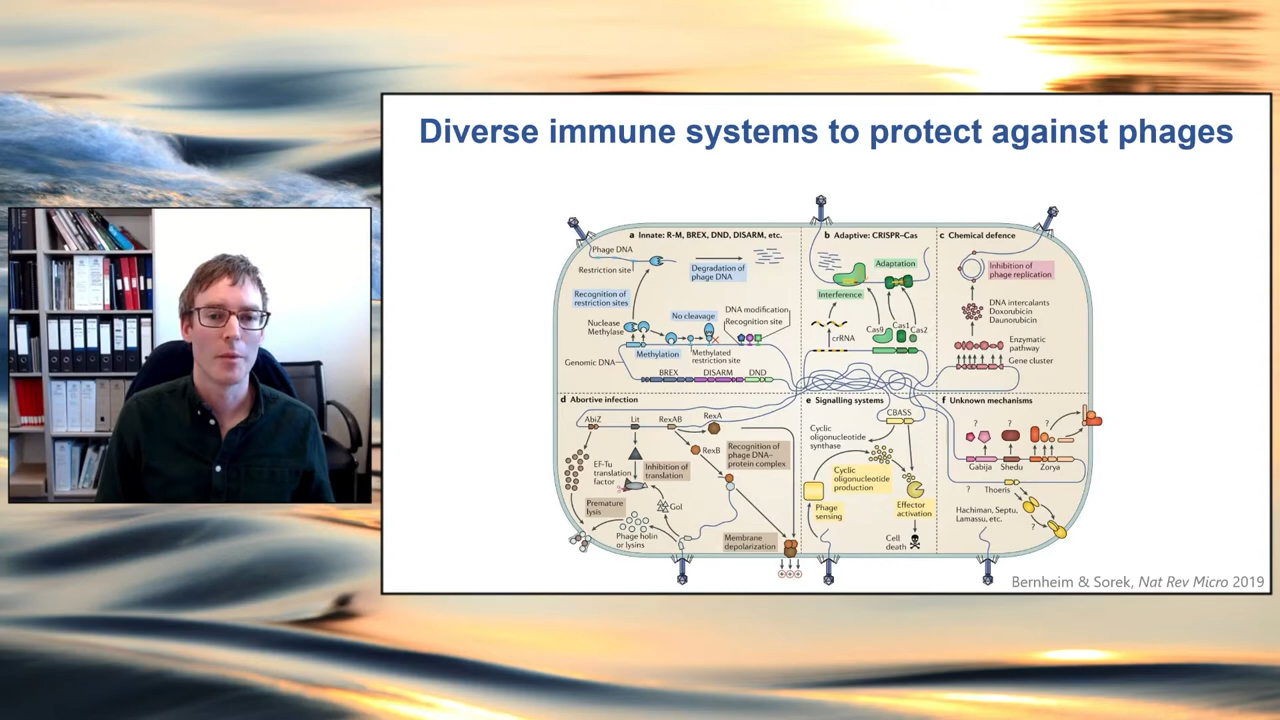 Diverse immune systems to protect against phages
a Innate: R-M, BREX, DND, DISARM, etc.
Phage DNA
Restriction site
Degradation of
phage DNA
Recognition of
restriction sites
Nuclease
Methylase
No cleavage
DNA modification
Recognition site
Methylation
Methylated
restriction site
Genomic DNA
BREX
DISARM
DND
b Adaptive: CRISPR–Cas
Adaptation
Interference
crRNA
Cas9
Cas1
Cas2
c Chemical defence
Inhibition of
phage replication
DNA intercalants
Doxorubicin
Daunorubicin
Enzymatic
pathway
Gene cluster
d Abortive infection
AbiZ
Lit
RexAB
RexA
RexB
Recognition of
phage DNA–
protein complex
EF-Tu
translation
factor
Inhibition of
translation
Premature
lysis
Gol
Phage holin
or lysins
Membrane
depolarization
+ + +
e Signalling systems
CBASS
Cyclic
oligonucleotide
synthase
Cyclic
oligonucleotide
production
Phage
sensing
Effector
activation
Cell
death
f Unknown mechanisms
? ? ?
Gabija
Shedu
Zorya
?
Thoeris
Hachiman, Septu,
Lamassu, etc.
?
Bernheim & Sorek, Nat Rev Micro 2019